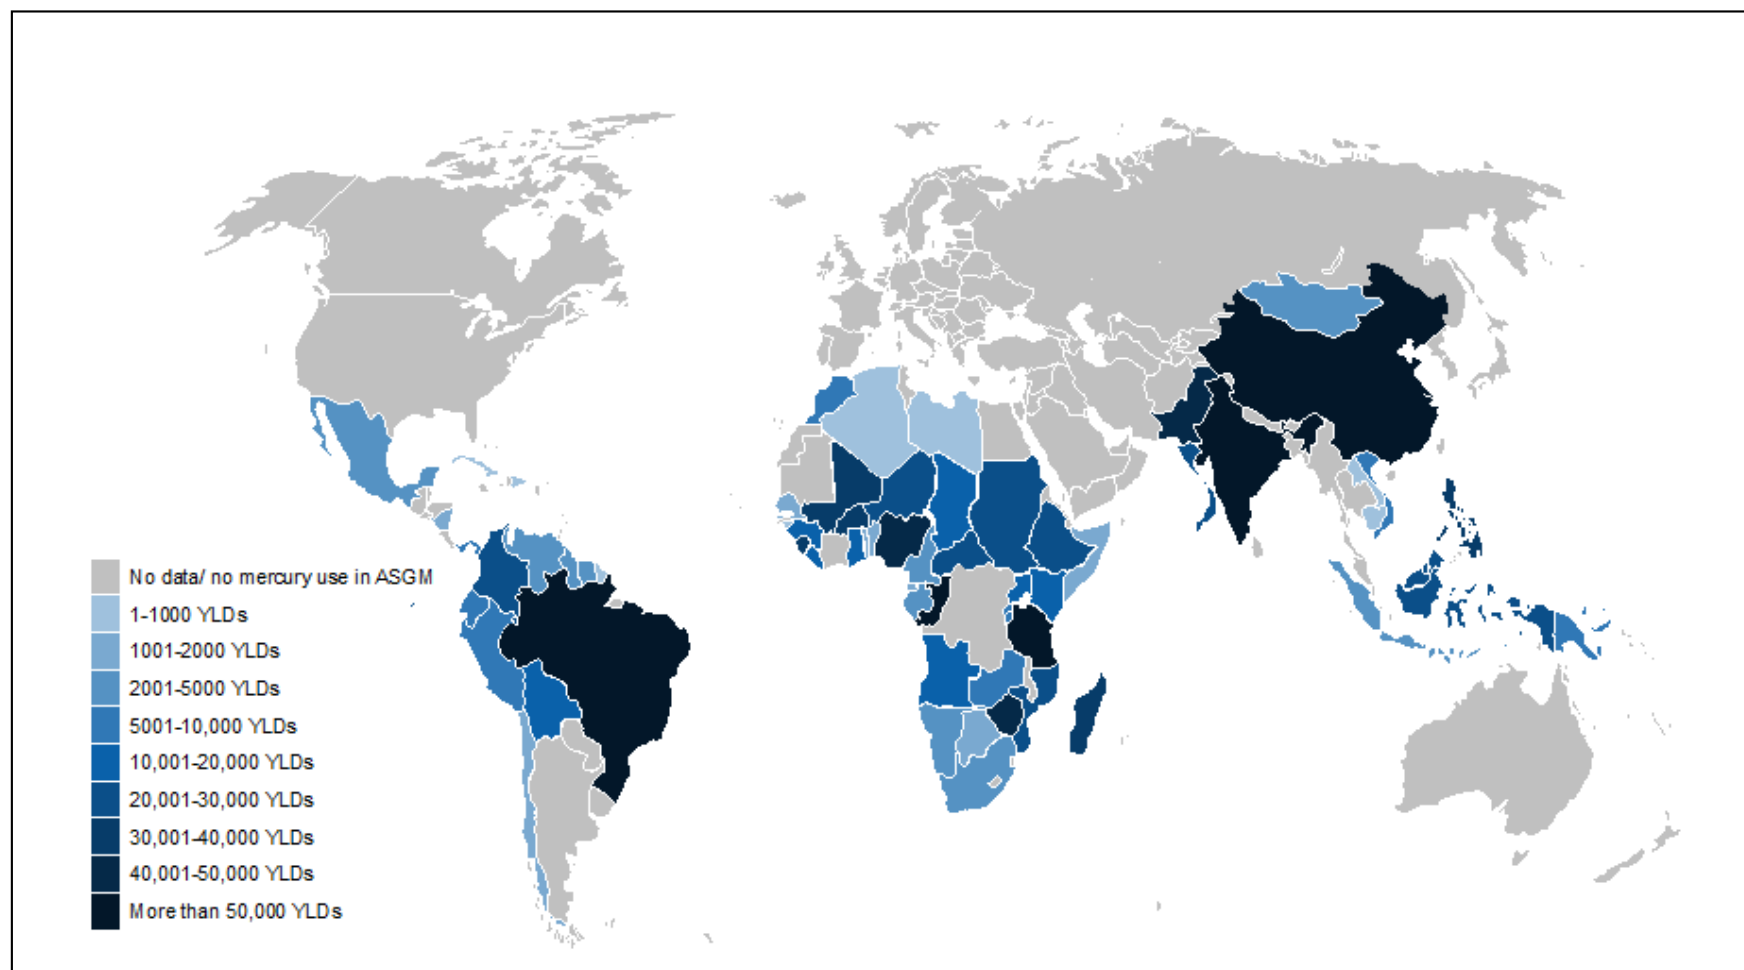 No data/ no mercury use in ASGM
1-1000 YLDs
1001-2000 YLDs
2001-5000 YLDs
5001-10,000 YLDs
10,001-20,000 YLDs
20,001-30,000 YLDs
30,001-40,000 YLDs
40,001-50,000 YLDs
More than 50,000 YLDs